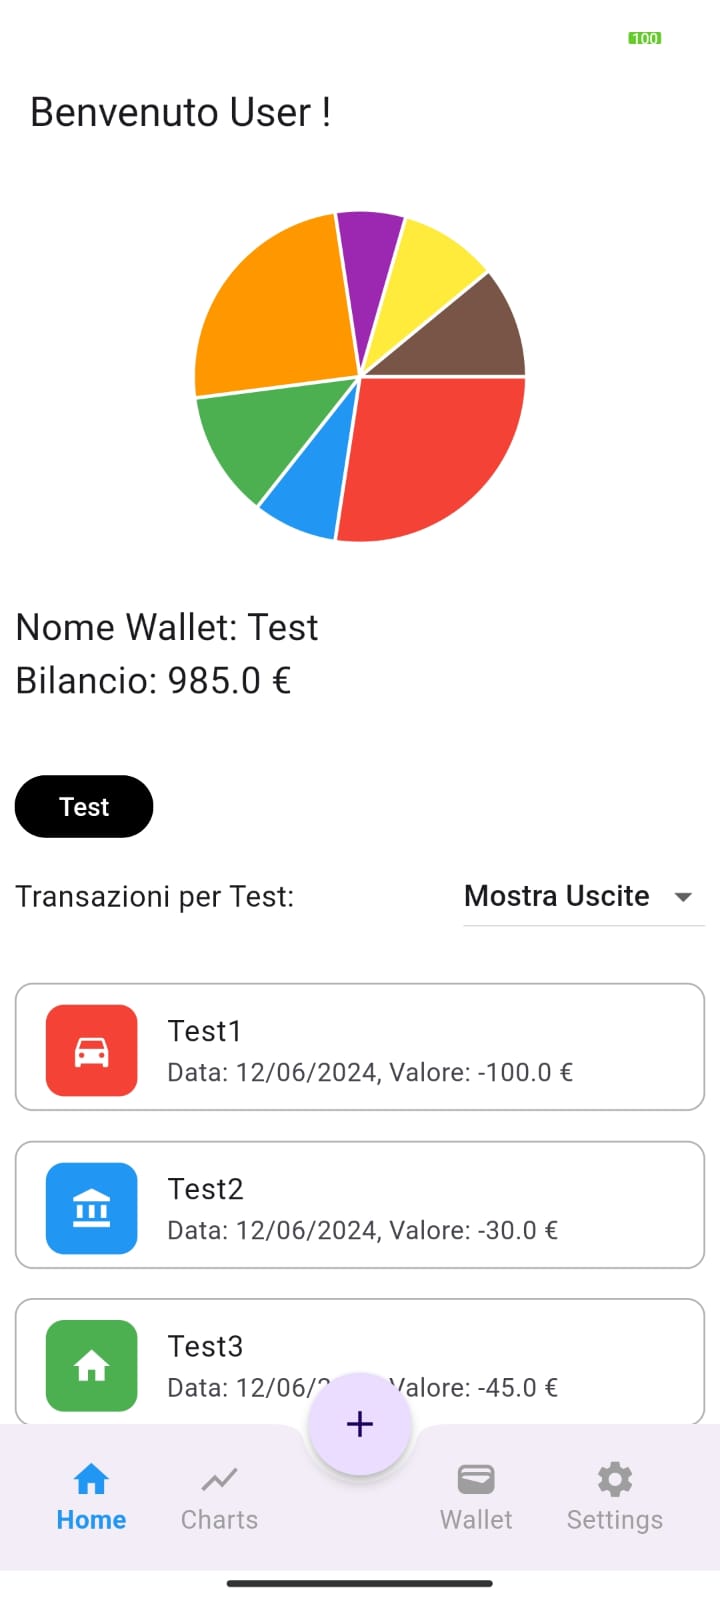 100
Benvenuto User !
Nome Wallet: Test
Bilancio: 985.0 €
Test
Transazioni per Test:
Mostra Uscite
Test1
Data: 12/06/2024, Valore: -100.0 €
Test2
Data: 12/06/2024, Valore: -30.0 €
Test3
Data: 12/06/ Valore: -45.0 €
Home
Charts
Wallet
Settings